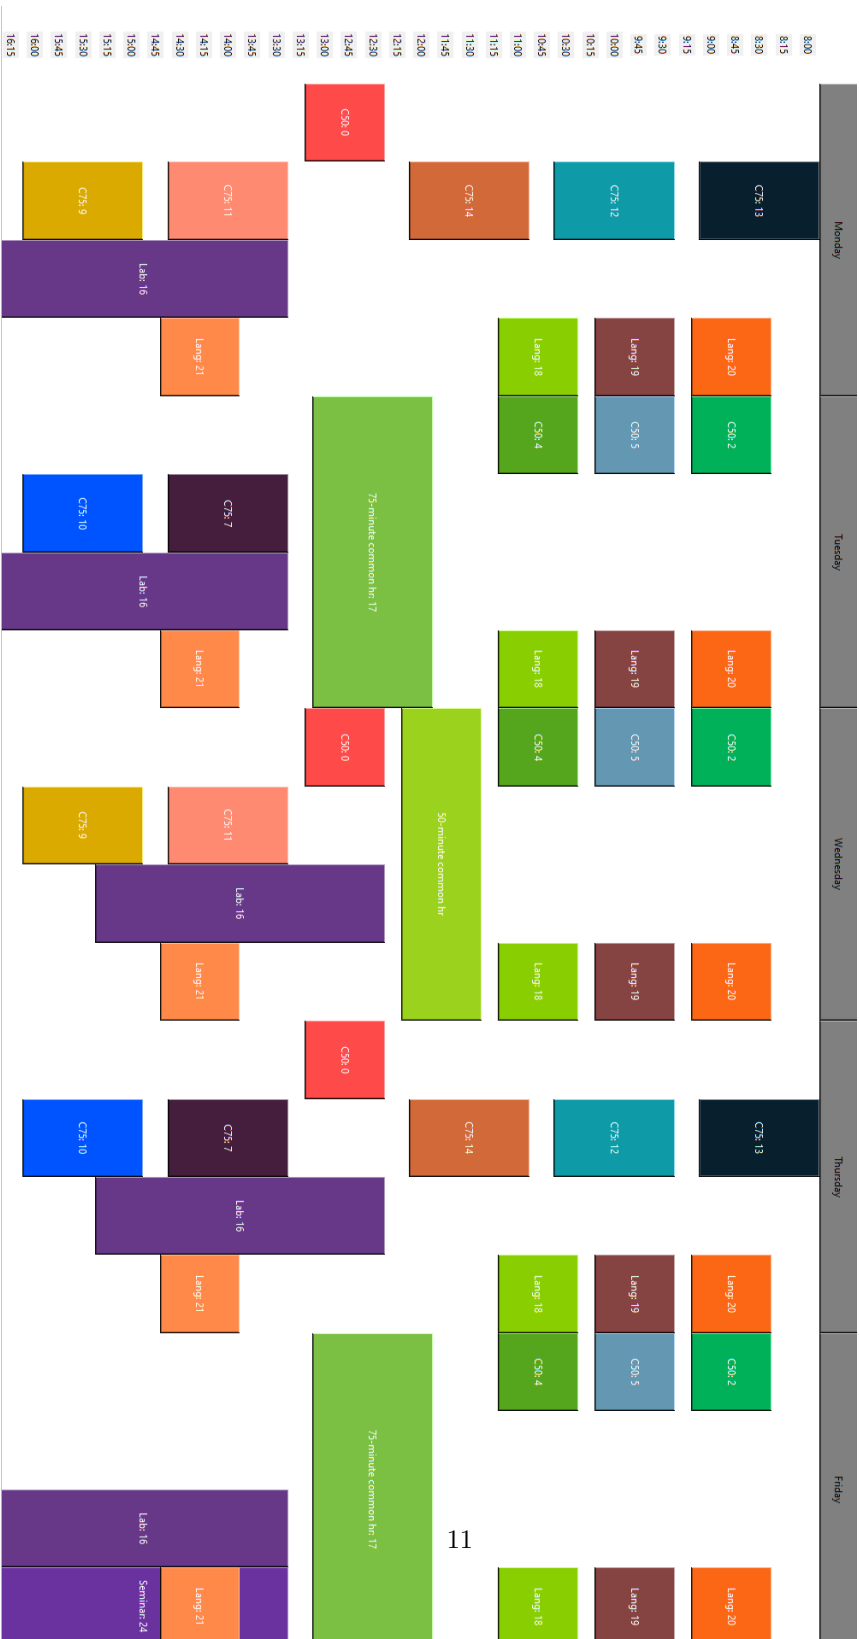 Monday
Tuesday
Wednesday
Thursday
Friday
8:00
8:15
8:30
8:45
9:00
9:15
9:30
9:45
10:00
10:15
10:30
10:45
11:00
11:15
11:30
11:45
12:00
12:15
12:30
12:45
13:00
13:15
13:30
13:45
14:00
14:15
14:30
14:45
15:00
15:15
15:30
15:45
16:00
16:15
C75: 13
C75: 13
Lang: 20
C50: 2
Lang: 20
C50: 2
Lang: 20
Lang: 20
C50: 2
Lang: 20
C75: 12
Lang: 19
C50: 5
Lang: 19
C50: 5
Lang: 19
C75: 12
Lang: 19
C50: 5
Lang: 19
Lang: 18
C50: 4
Lang: 18
C50: 4
Lang: 18
Lang: 18
C50: 4
Lang: 18
C75: 14
50-minute common hr
C75: 14
75-minute common hr: 17
75-minute common hr: 17
C50: 0
C50: 0
C50: 0
C75: 11
C75: 7
C75: 11
C75: 7
Lang: 21
Lang: 21
Lang: 21
Lang: 21
Lang: 21
Lab: 16
Lab: 16
Lab: 16
Lab: 16
Lab: 16
Seminar: 24
C75: 9
C75: 10
C75: 9
C75: 10
11